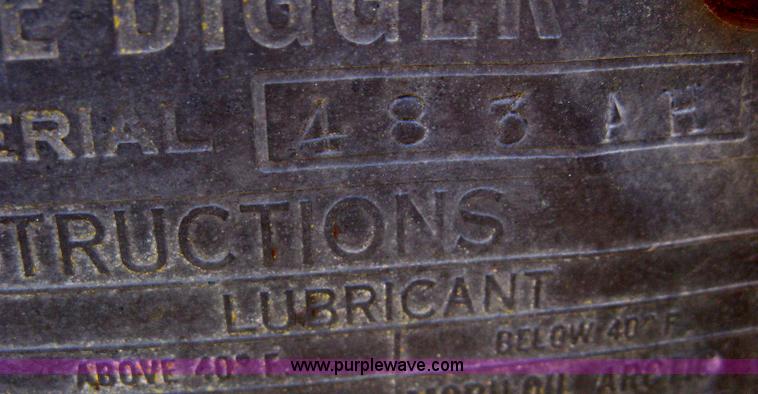 E DIGGER
ERIAL 483 AH
TRUCTIONS
LUBRICANT
ABOVE 40° F. BELOW 40° F.
www.purplewave.com